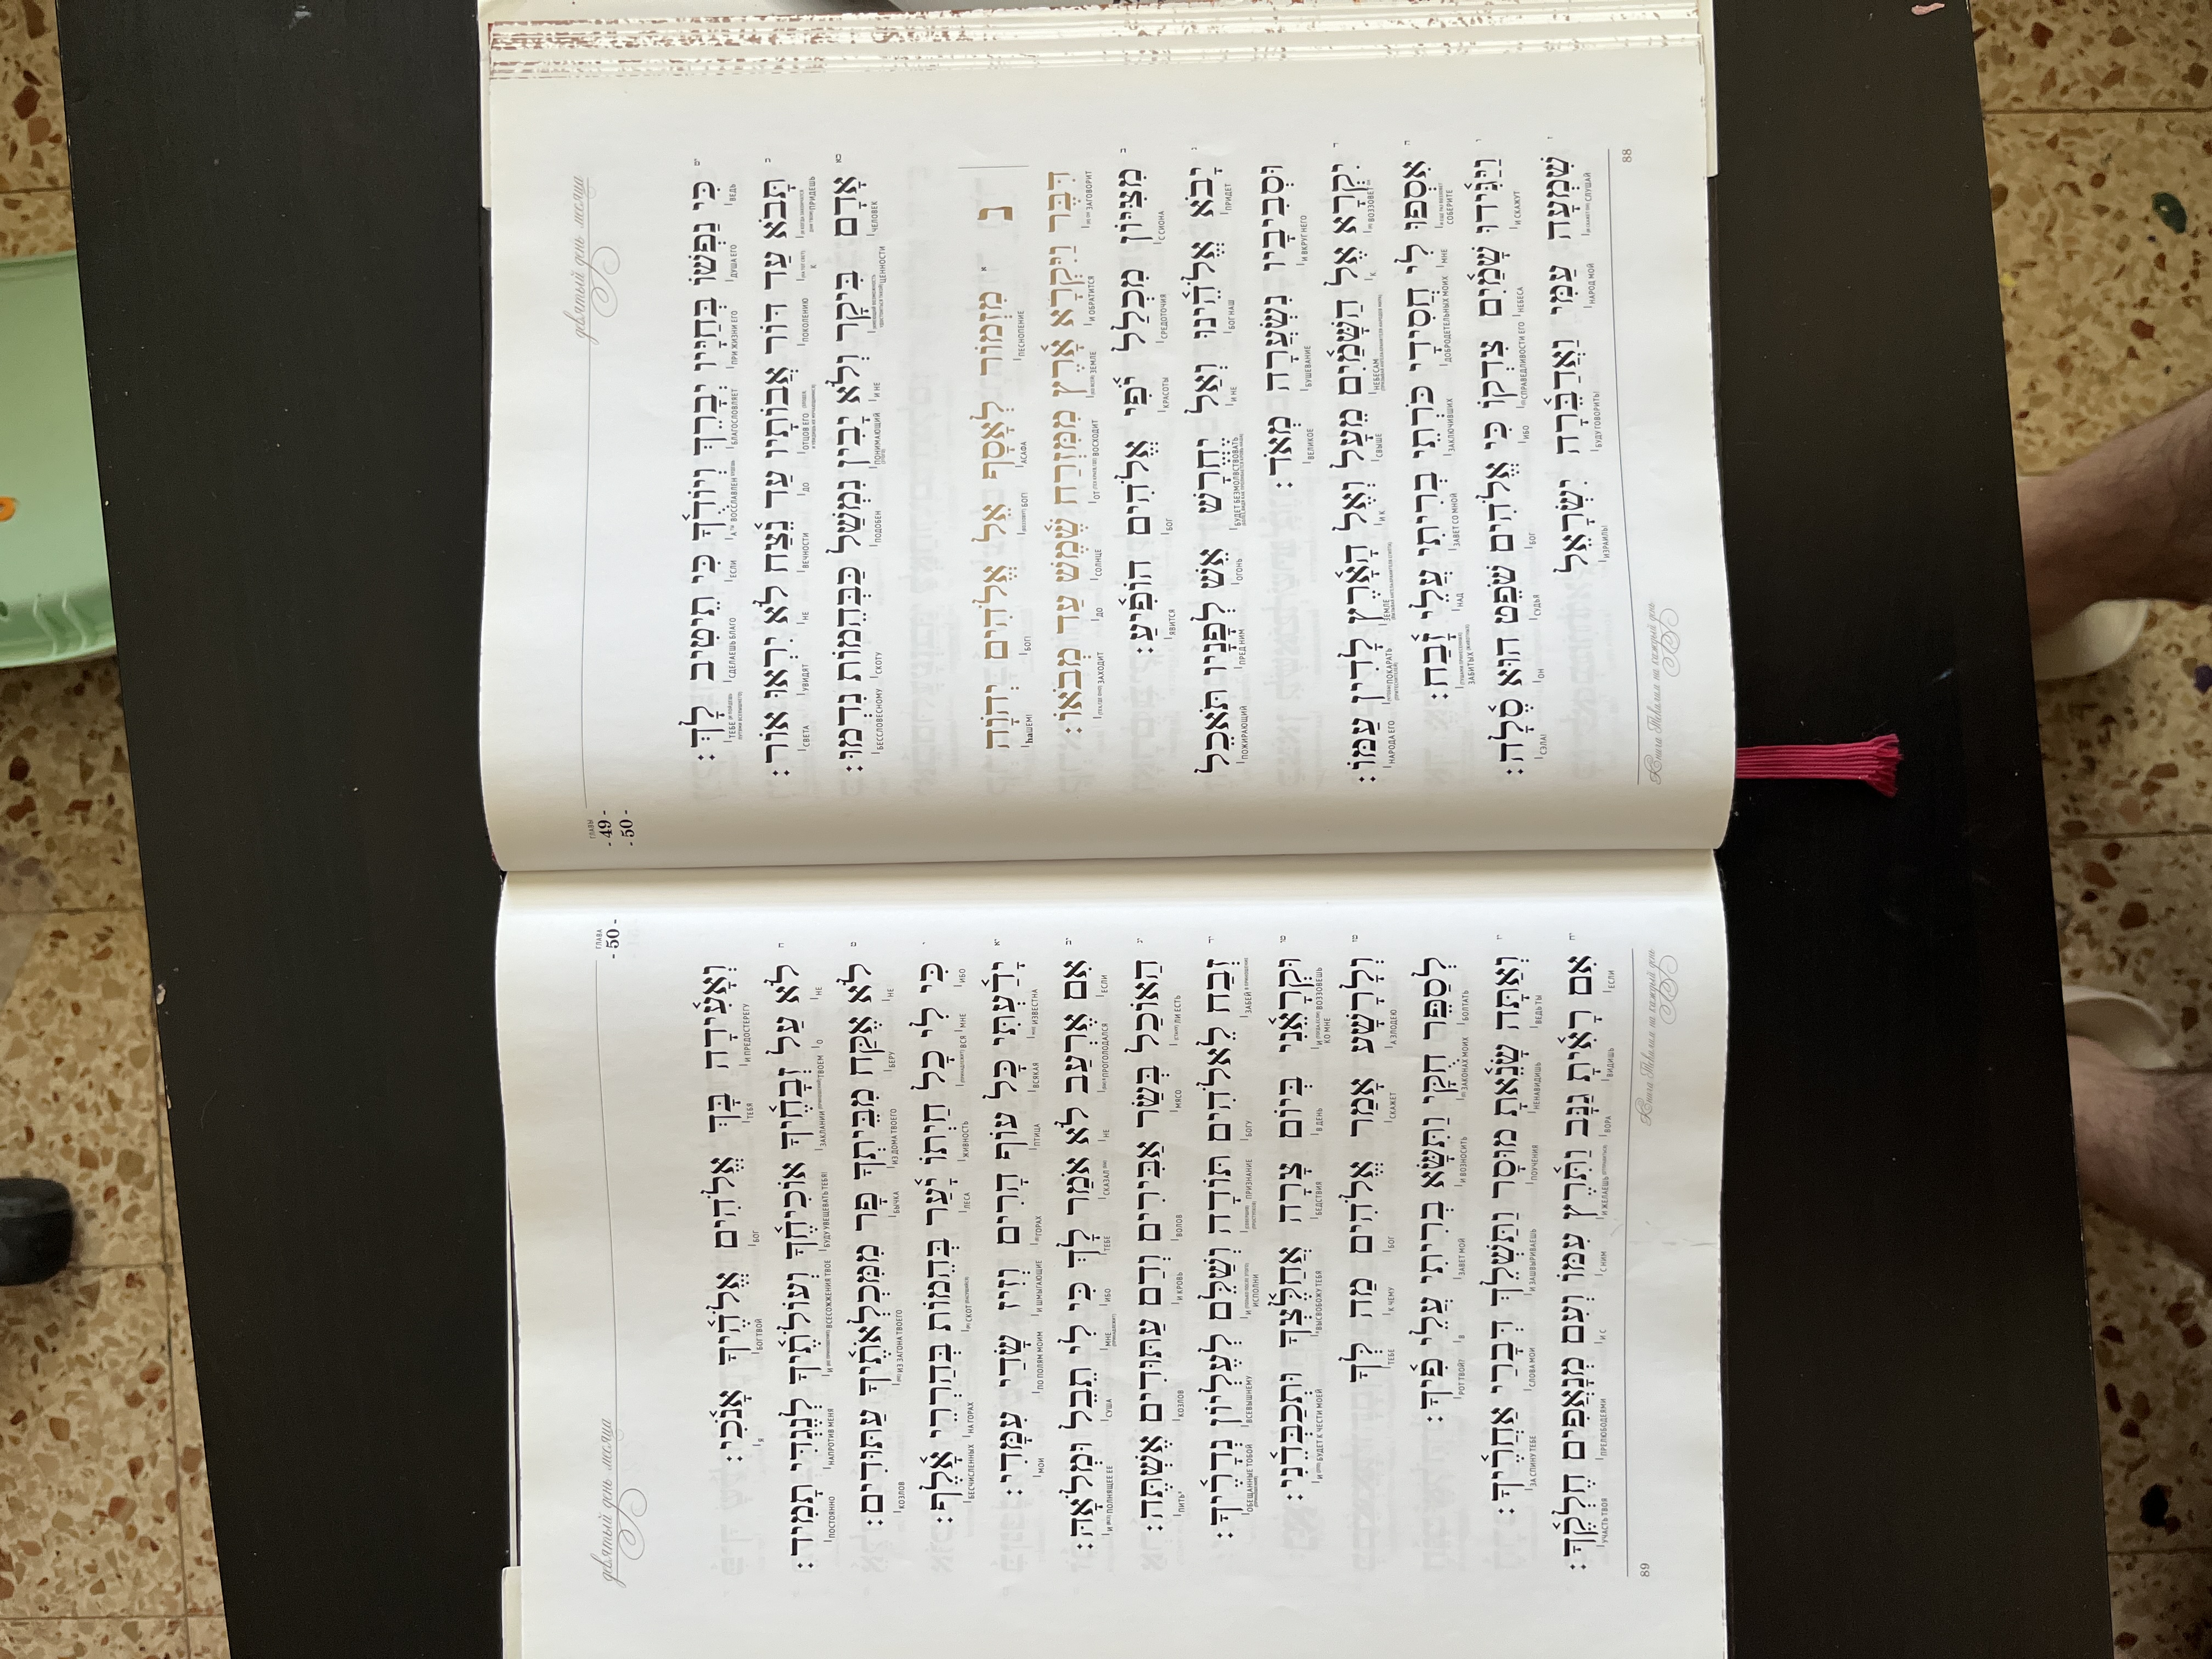 девятый день месяца
ГЛАВЫ
- 49 -
- 50 -
יט כִּי נַפְשׁוֹ בְּחַיָּיו יְבָרֵךְ וְיוֹדֻ֫ךָ כִּי תֵיטִיב לָךְ:
ВЕДЬ ДУША ЕГО ПРИ ЖИЗНИ ЕГО БЛАГОСЛОВЛЯЕТ А ТЫ ВОССЛАВЛЕН БУДЕШЬ ЕСЛИ СДЕЛАЕШЬ БЛАГО ТЕБЕ
כ תָּבֹא עַד דּוֹר אֲבוֹתָיו עַד נֵ֫צַח לֹא יִרְאוּ אוֹר:
ПРИДЕШЬ К ПОКОЛЕНИЮ ОТЦОВ ЕГО ДО ВЕЧНОСТИ НЕ УВИДЯТ СВЕТА
כא אָדָם בִּיקָר וְלֹא יָבִין נִמְשַׁל כַּבְּהֵמוֹת נִדְמוּ:
ЧЕЛОВЕК ЦЕННОСТИ И НЕ ПОНИМАЮЩИЙ (ЭТОГО) ПОДОБЕН СКОТУ БЕССЛОВЕСНОМУ
נ א מִזְמוֹר לְאָסָף אֵל אֱלֹהִים יְהֹוָה
ПЕСНОПЕНИЕ АСАФА БОГ! БОГ! haШЕМ!
דִּבֶּר וַיִּקְרָא אָ֫רֶץ מִמִּזְרַח שֶׁ֫מֶשׁ עַד מְבֹאוֹ:
ЗАГОВОРИТ И ОБРАТИТСЯ ЗЕМЛЕ ОТ ВОСХОДИТ СОЛНЦЕ ДО ЗАХОДИТ
ב מִצִּיּוֹן מִכְלַל יֹ֫פִי אֱלֹהִים הוֹפִ֫יעַ:
С СИОНА СРЕДОТОЧИЯ КРАСОТЫ БОГ ЯВИТСЯ
ג יָבֹא אֱלֹהֵ֫ינוּ וְאַל יֶחֱרַשׁ אֵשׁ לְפָנָיו תֹּאכֵל
ПРИДЕТ БОГ НАШ И НЕ БУДЕТ БЕЗМОЛВСТВОВАТЬ ОГОНЬ ПРЕД НИМ ПОЖИРАЮЩИЙ
וּסְבִיבָיו נִשְׂעֲרָה מְאֹד:
И ВКРУГ НЕГО БУШЕВАНИЕ ВЕЛИКОЕ
ד יִקְרָא אֶל הַשָּׁמַ֫יִם מֵעָל וְאֶל הָאָ֫רֶץ לָדִין עַמּוֹ:
ВОЗЗОВЕТ К НЕБЕСАМ СВЫШЕ И К ЗЕМЛЕ ПОКАРАТЬ (ПРИТЕСНИТЕЛЕЙ) НАРОДА ЕГО
ה אִסְפוּ לִי חֲסִידָי כֹּרְתֵי בְרִיתִי עֲלֵי זָ֫בַח:
СОБЕРИТЕ МНЕ ДОБРОДЕТЕЛЬНЫХ МОИХ ЗАКЛЮЧИВШИХ ЗАВЕТ СО МНОЙ НАД ЗАБИТЫХ
ו וַיַּגִּ֫ידוּ שָׁמַ֫יִם צִדְקוֹ כִּי אֱלֹהִים שֹׁפֵט הוּא סֶ֫לָה:
И СКАЖУТ НЕБЕСА СПРАВЕДЛИВОСТИ ЕГО ИБО БОГ СУДЬЯ ОН СЭЛА!
ז שִׁמְעָה עַמִּי וַאֲדַבֵּ֫רָה יִשְׂרָאֵל
СЛУШАЙ НАРОД МОЙ БУДУ ГОВОРИТЬ! ИЗРАИЛЬ!
88
Книга Теhилим на каждый день
девятый день месяца
ГЛАВА
- 50 -
וְאָעִ֫ידָה בָּךְ אֱלֹהִים אֱלֹהֶ֫יךָ אָנֹ֫כִי:
И ПРЕДОСТЕРЕГУ ТЕБЯ БОГ БОГ ТВОЙ Я
ח לֹא עַל זְבָחֶ֫יךָ אוֹכִיחֶ֫ךָ וְעוֹלֹתֶ֫יךָ לְנֶגְדִּי תָמִיד:
НЕ О ЗАКЛАНИИ ТВОЕМ БУДУ УВЕЩЕВАТЬ ТЕБЯ! И ВСЕСОЖЖЕНИЯ ТВОЕ НАПРОТИВ МЕНЯ ПОСТОЯННО
ט לֹא אֶקַּח מִבֵּיתְךָ פָר מִמִּכְלְאֹתֶ֫יךָ עַתּוּדִים:
НЕ БЕРУ ИЗ ДОМА ТВОЕГО БЫЧКА ИЗ ЗАГОНА ТВОЕГО КОЗЛОВ
י כִּי לִי כָל חַיְתוֹ יָ֫עַר בְּהֵמוֹת בְּהַרְרֵי אָ֫לֶף:
ИБО МНЕ ВСЯ ЖИВНОСТЬ ЛЕСА СКОТ НА ГОРАХ БЕСЧИСЛЕННЫХ
יא יָדַ֫עְתִּי כָּל עוֹף הָרִים וְזִיז שָׂדַי עִמָּדִי:
ИЗВЕСТНА ВСЯКАЯ ПТИЦА ГОРАХ И ШМЫГАЮЩИЕ ПО ПОЛЯМ МОИМ МОИ
יב אִם אֶרְעַב לֹא אֹמַר לָךְ כִּי לִי תֵבֵל וּמְלֹאָהּ:
ЕСЛИ ПРОГОЛОДАЛСЯ НЕ СКАЗАЛ ТЕБЕ ИБО МНЕ (ПРИНАДЛЕЖИТ) СУША И ПОЛНЯЩЕЕ ЕЕ
יג הַאוֹכַל בְּשַׂר אַבִּירִים וְדַם עַתּוּדִים אֶשְׁתֶּה:
ЛИ ЕСТЬ МЯСО ВОЛОВ И КРОВЬ КОЗЛОВ ПИТЬ
יד זְבַח לֵאלֹהִים תּוֹדָה וְשַׁלֵּם לְעֶלְיוֹן נְדָרֶ֫יךָ:
ЗАБЕЙ БОГУ ПРИЗНАНИЕ И ИСПОЛНИ ВСЕВЫШНЕМУ ОБЕЩАННЫЕ ТОБОЙ
טו וּקְרָאֵ֫נִי בְּיוֹם צָרָה אֲחַלֶּצְךָ וּתְכַבְּדֵ֫נִי:
И ВОЗЗОВЕШЬ КО МНЕ В ДЕНЬ БЕДСТВИЯ ВЫСВОБОЖУ ТЕБЯ И БУДЕТ К ЧЕСТИ МОЕЙ
טז וְלָרָשָׁע אָמַר אֱלֹהִים מַה לְּךָ
А ЗЛОДЕЮ СКАЖЕТ БОГ К ЧЕМУ ТЕБЕ
לְסַפֵּר חֻקָּי וַתִּשָּׂא בְרִיתִי עֲלֵי פִ֫יךָ:
БОЛТАТЬ ЗАКОНАХ МОИХ И ВОЗНОСИТЬ ЗАВЕТ МОЙ В РОТ ТВОЙ?
יז וְאַתָּה שָׂנֵ֫אתָ מוּסָר וַתַּשְׁלֵךְ דְּבָרַי אַחֲרֶ֫יךָ:
ВЕДЬ ТЫ НЕНАВИДИШЬ ПОУЧЕНИЯ И ЗАШВЫРИВАЕШЬ СЛОВА МОИ ЗА СПИНУ ТЕБЕ
יח אִם רָאִ֫יתָ גַנָּב וַתִּ֫רֶץ עִמּוֹ וְעִם מְנָאֲפִים חֶלְקֶ֫ךָ:
ЕСЛИ ВИДИШЬ ВОРА И ЖЕЛАЕШЬ С НИМ И С ПРЕЛЮБОДЕЯМИ УЧАСТЬ ТВОЯ
89
Книга Теhилим на каждый день